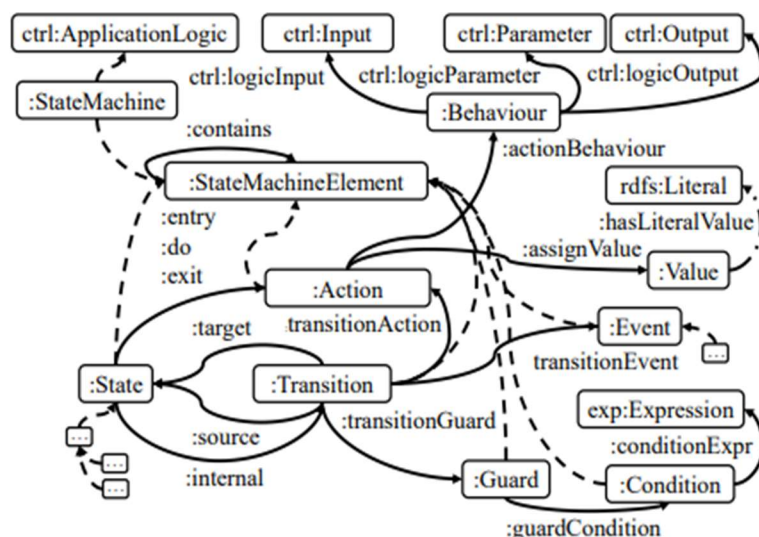 ctrl:ApplicationLogic
ctrl:Input
ctrl:Parameter
ctrl:Output
ctrl:logicInput
ctrl:logicParameter
ctrl:logicOutput
:StateMachine
:Behaviour
:contains
:actionBehaviour
:StateMachineElement
rdfs:Literal
:entry
:do
:exit
:hasLiteralValue
:assignValue
:Value
:Action
:target
transitionAction
:Event
...
transitionEvent
:State
:Transition
exp:Expression
:transitionGuard
...
:source
:conditionExpr
...
:internal
:Guard
:Condition
...
:guardCondition